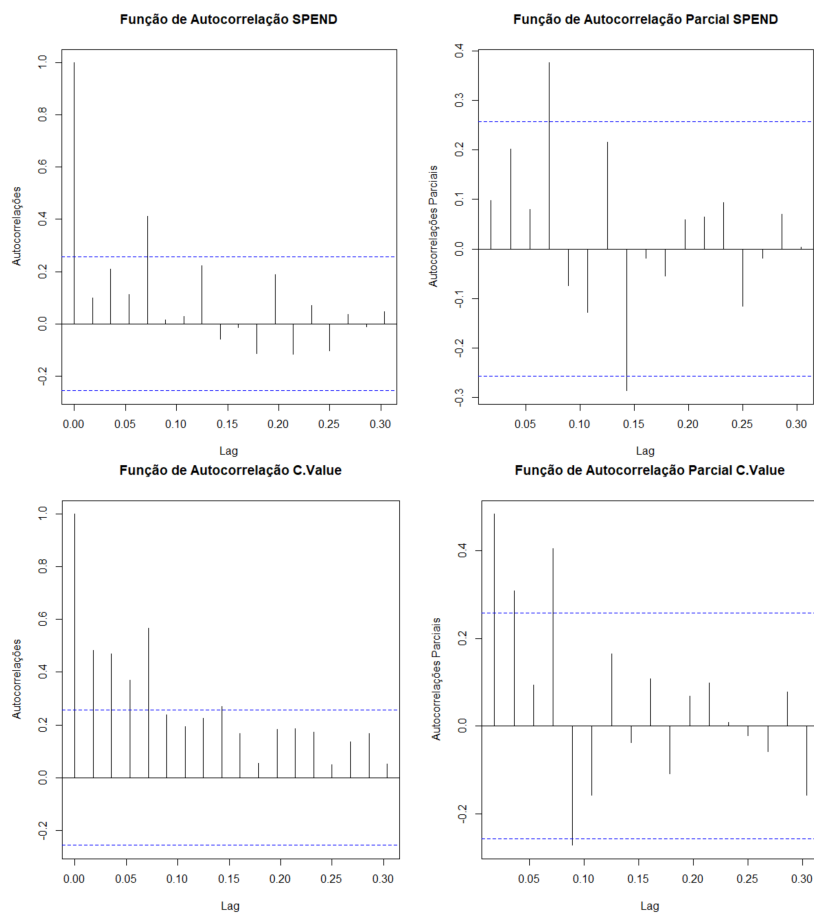 Função de Autocorrelação SPEND
Autocorrelações
1.0
0.8
0.6
0.4
0.2
0.0
-0.2
0.00 0.05 0.10 0.15 0.20 0.25 0.30
Lag
Função de Autocorrelação Parcial SPEND
Autocorrelações Parciais
0.4
0.3
0.2
0.1
0.0
-0.1
-0.2
-0.3
0.05 0.10 0.15 0.20 0.25 0.30
Lag
Função de Autocorrelação C.Value
Autocorrelações
1.0
0.8
0.6
0.4
0.2
0.0
-0.2
0.00 0.05 0.10 0.15 0.20 0.25 0.30
Lag
Função de Autocorrelação Parcial C.Value
Autocorrelações Parciais
0.4
0.2
0.0
-0.2
0.05 0.10 0.15 0.20 0.25 0.30
Lag